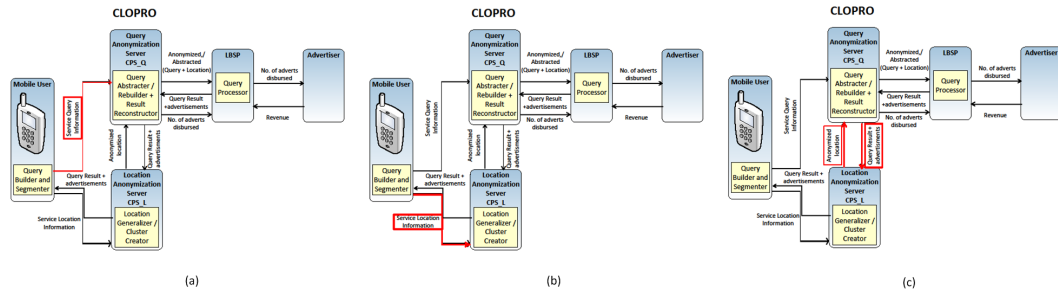 CLOPRO
Query
Anonymization
Server
CPS_Q
LBSP
Advertiser
Anonymized,/
Abstracted
(Query + Location)
No. of adverts
disbursed
Mobile User
Query
Abstracter /
Rebuilder +
Result
Reconstructor
Query
Processor
Query Result
+advertisements
No. of adverts
disbursed
Revenue
Service Query
Information
Anonymized
location
Query Result +
advertisments
Query
Builder and
Segmenter
Query Result +
advertisements
Location
Anonymization
Server
CPS_L
Service Location
Information
Location
Generalizer /
Cluster
Creator
(a)
CLOPRO
Query
Anonymization
Server
CPS_Q
LBSP
Advertiser
Anonymized,/
Abstracted
(Query + Location)
No. of adverts
disbursed
Mobile User
Query
Abstracter /
Rebuilder +
Result
Reconstructor
Query
Processor
Query Result
+advertisements
No. of adverts
disbursed
Revenue
Service Query
Information
Anonymized
location
Query Result +
advertisments
Query
Builder and
Segmenter
Query Result +
advertisements
Location
Anonymization
Server
CPS_L
Service Location
Information
Location
Generalizer /
Cluster
Creator
(b)
CLOPRO
Query
Anonymization
Server
CPS_Q
LBSP
Advertiser
Anonymized,/
Abstracted
(Query + Location)
No. of adverts
disbursed
Mobile User
Query
Abstracter /
Rebuilder +
Result
Reconstructor
Query
Processor
Query Result
+advertisements
No. of adverts
disbursed
Revenue
Service Query
Information
Anonymized
location
Query Result +
advertisments
Query
Builder and
Segmenter
Query Result +
advertisements
Location
Anonymization
Server
CPS_L
Service Location
Information
Location
Generalizer /
Cluster
Creator
(c)